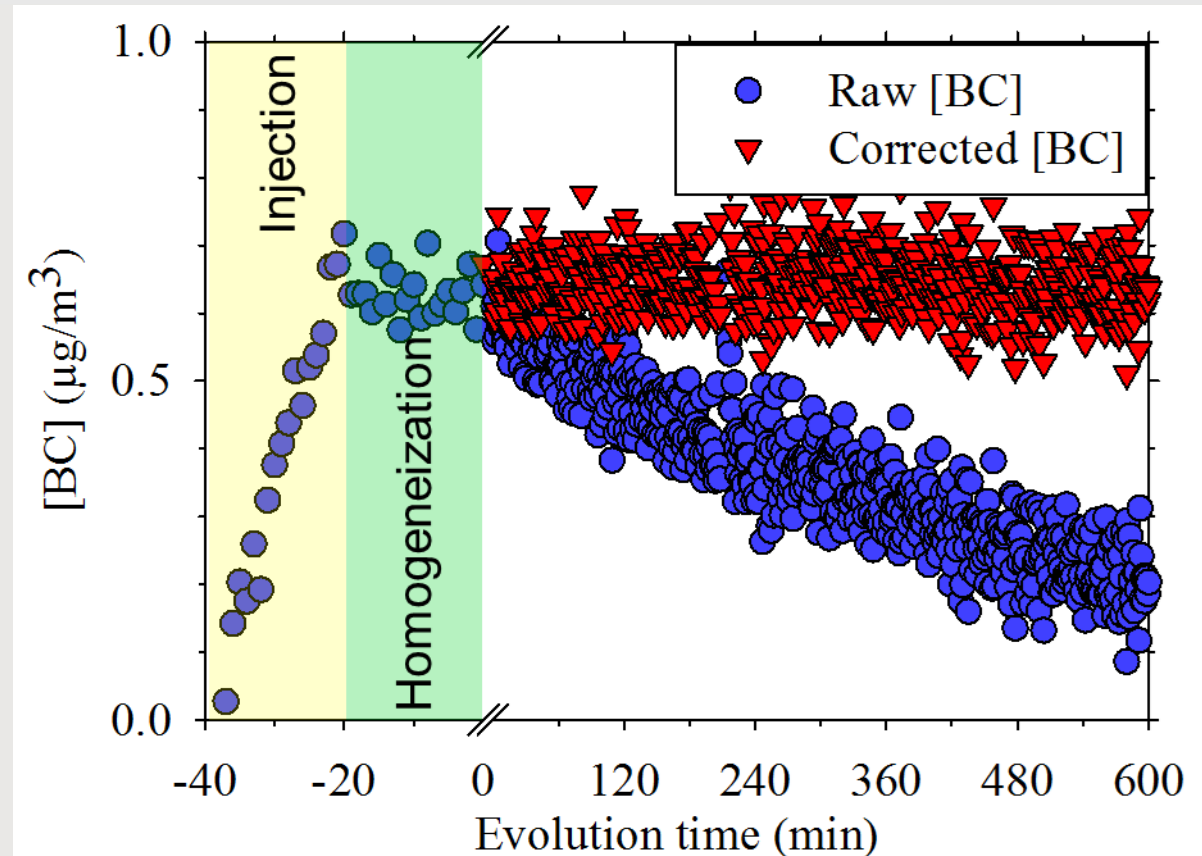 1.0
0.5
0.0
[BC] (µg/m³)
Injection
Homogeneization
Raw [BC]
Corrected [BC]
-40 -20 0 120 240 360 480 600
Evolution time (min)